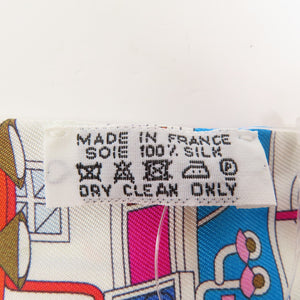 MADE IN FRANCE
SOIE 100% SILK
P
DRY CLEAN ONLY